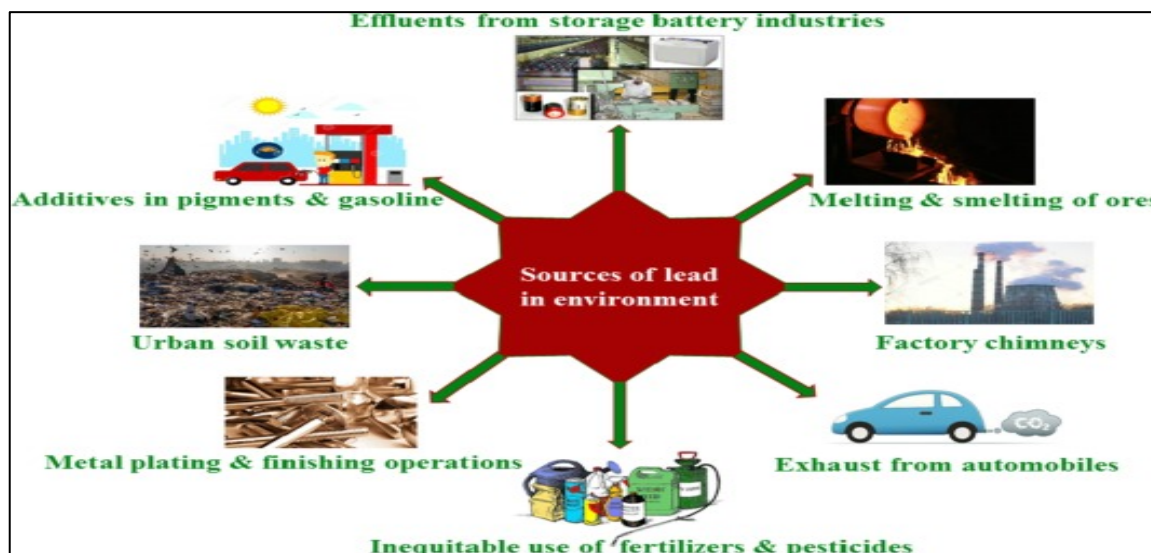 Effluents from storage battery industries
Additives in pigments & gasoline
Melting & smelting of ores
Sources of lead
in environment
Urban soil waste
Factory chimneys
CO2
Metal plating & finishing operations
Exhaust from automobiles
Inequitable use of fertilizers & pesticides